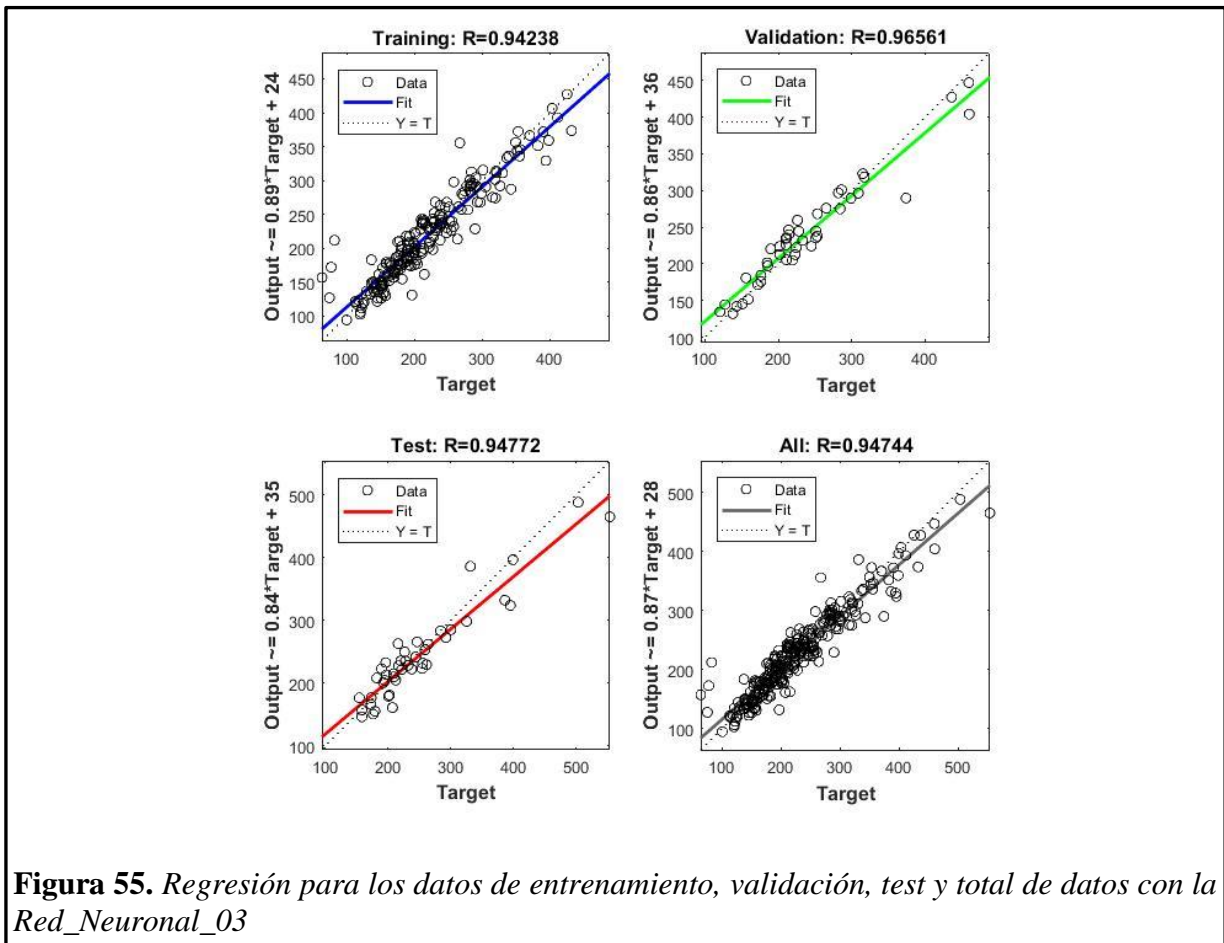 Training: R=0.94238
Output ~= 0.89*Target + 24
450
400
350
300
250
200
150
100
Data
Fit
Y = T
100
200
300
400
Target
Validation: R=0.96561
Output ~= 0.86*Target + 36
450
400
350
300
250
200
150
100
Data
Fit
Y = T
100
200
300
400
Target
Test: R=0.94772
Output ~= 0.84*Target + 35
500
400
300
200
100
Data
Fit
Y = T
100
200
300
400
500
Target
All: R=0.94744
Output ~= 0.87*Target + 28
500
400
300
200
100
Data
Fit
Y = T
100
200
300
400
500
Target
Figura 55. Regresión para los datos de entrenamiento, validación, test y total de datos con la
Red_Neuronal_03